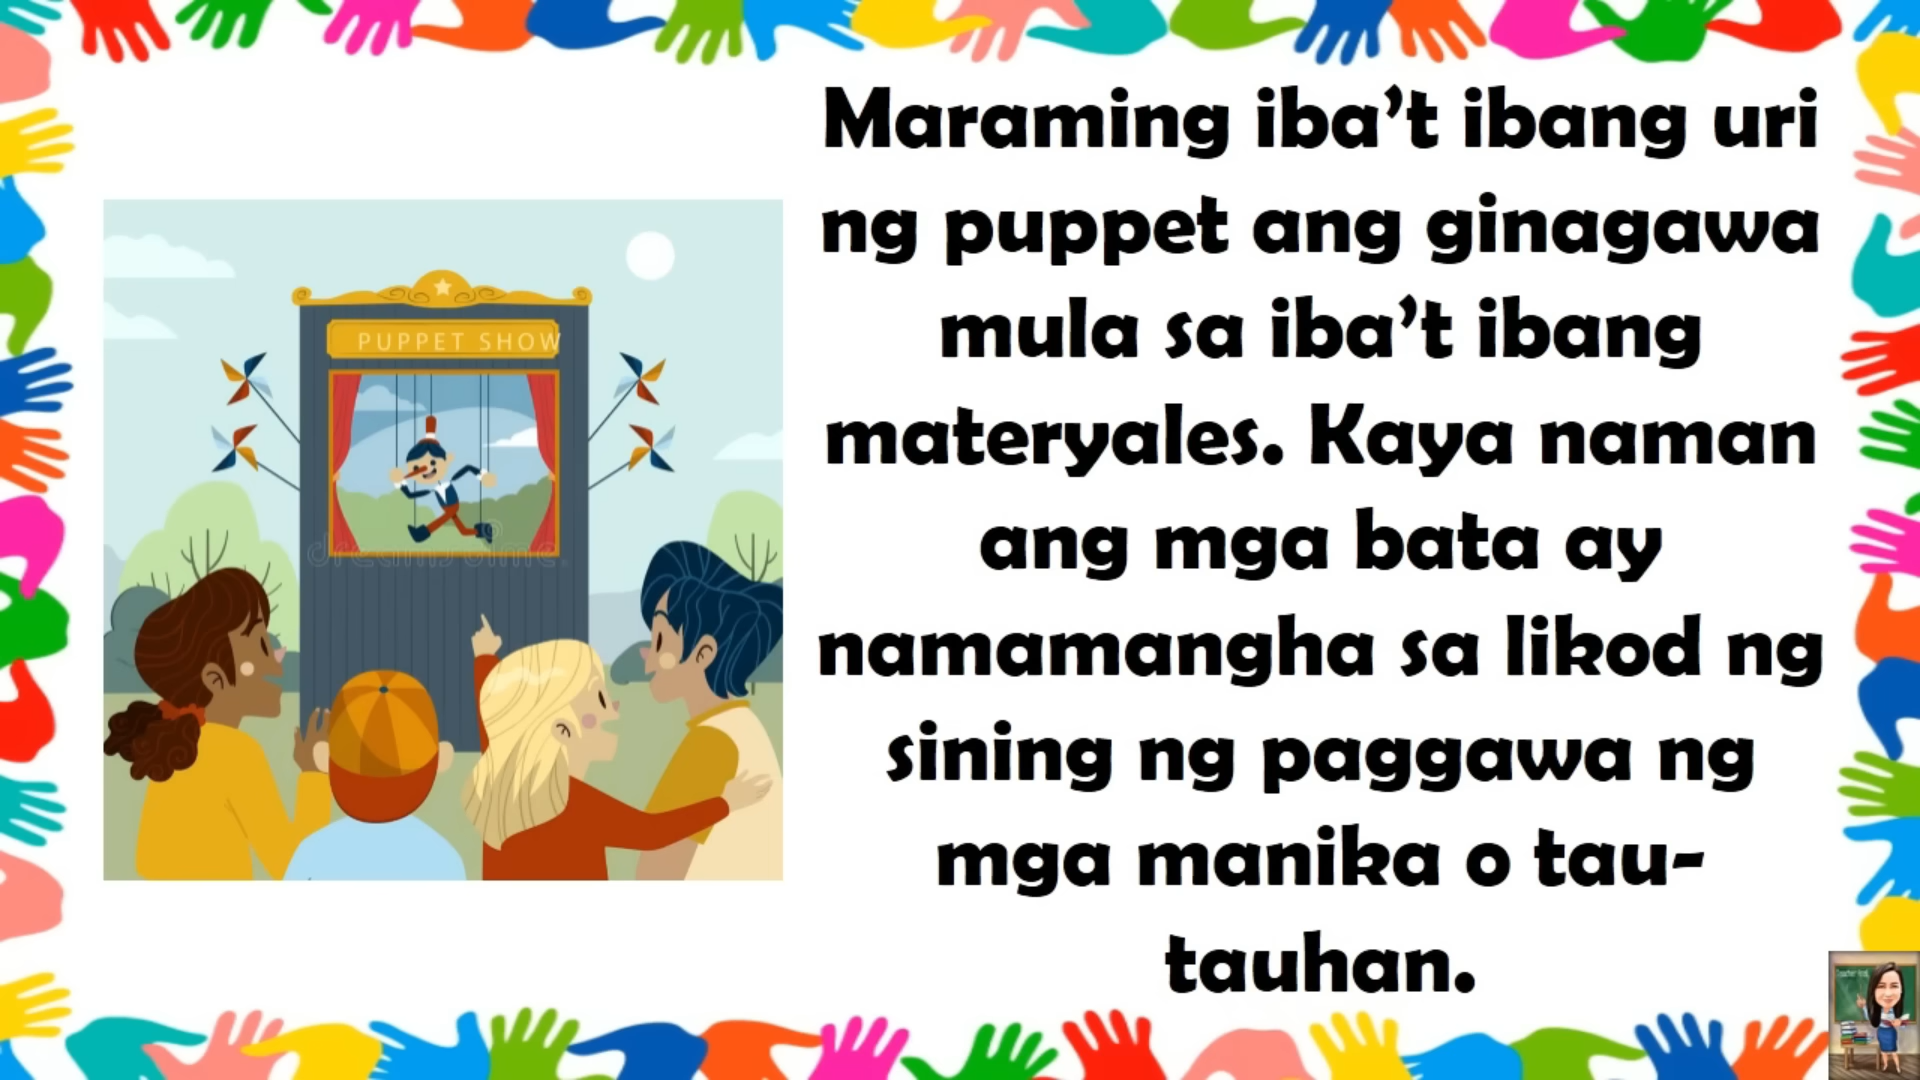 Maraming iba’t ibang uri
ng puppet ang ginagawa
mula sa iba’t ibang
materyales. Kaya naman
ang mga bata ay
namamangha sa likod ng
sining ng paggawa ng
mga manika o tau-
tauhan.
PUPPET SHOW
dreamstime.